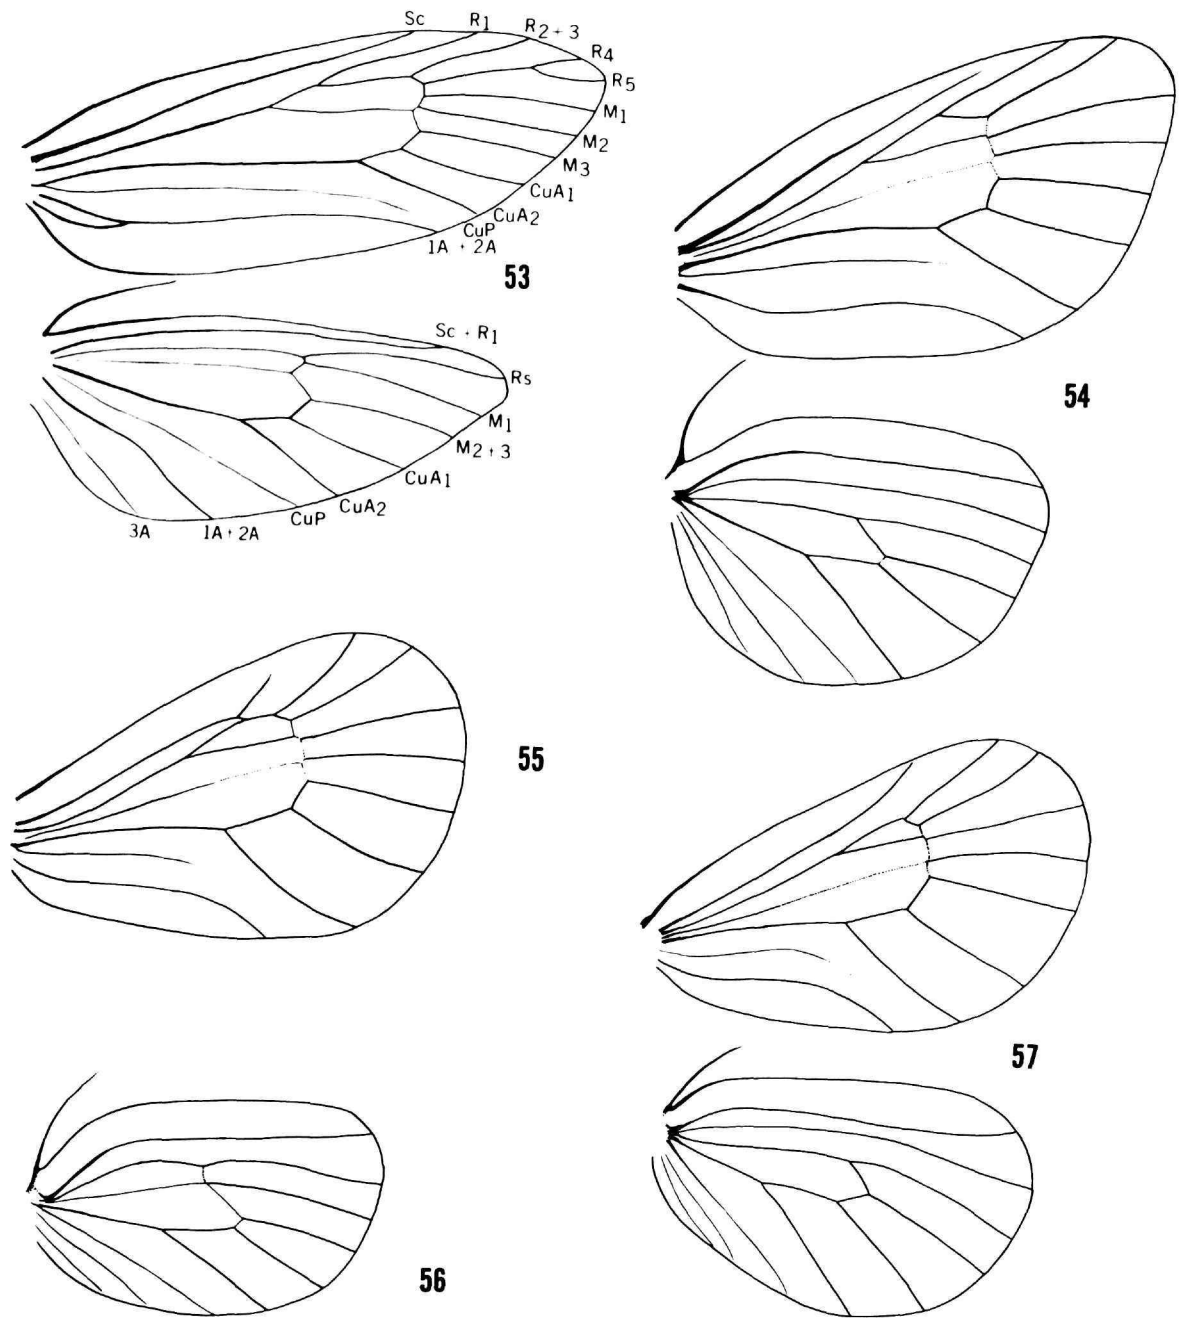 Sc
R1
R2+3
R4
R5
M1
M2
M3
CuA1
CuA2
CuP
1A+2A
53
Sc+R1
Rs
M1
M2+3
CuA1
CuA2
CuP
1A+2A
3A
54
55
57
56